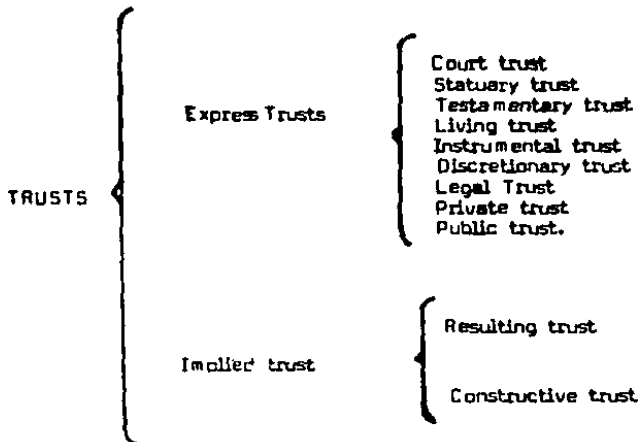 Court trust
Statuary trust
Express Trusts
Testamentary trust
Living trust
Instrumental trust
Discretionary trust
TRUSTS
Legal Trust
Private trust
Public trust.
Resulting trust
Implied trust
Constructive trust